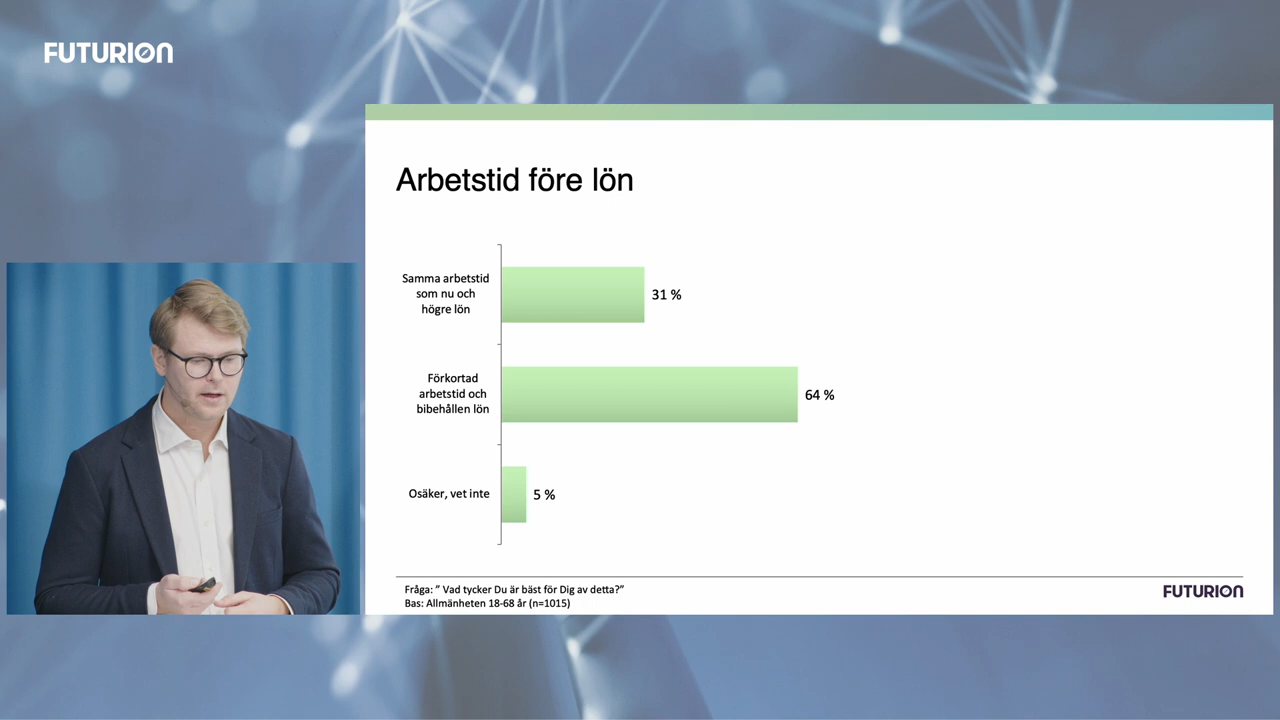 FUTURION
Arbetstid före lön
Samma arbetstid
som nu och
högre lön
31 %
Förkortad
arbetstid och
bibehållen lön
64 %
Osäker, vet inte
5 %
Fråga: ” Vad tycker Du är bäst för Dig av detta?”
Bas: Allmänheten 18-68 år (n=1015)
FUTURION